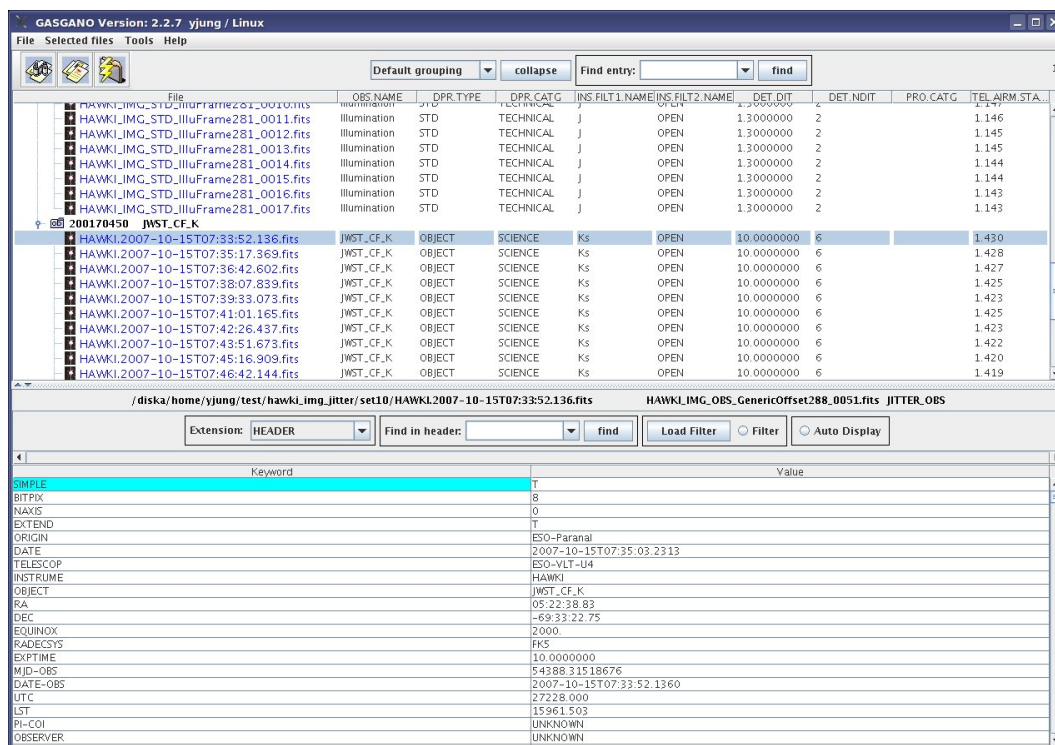 GASGANO Version: 2.2.7 yjung / Linux
File Selected files Tools Help
Default grouping collapse Find entry: find
File OBS.NAME DPR.TYPE DPR.CATG INS.FILT1.NAME INS.FILT2.NAME DET.DIT DET.NDIT PRO.CATG TEL.AIRM.STA...
HAWKI_IMG_STD_IlluFrame281_0010.fits Illumination STD TECHNICAL J OPEN 1.3000000 2 1.147
HAWKI_IMG_STD_IlluFrame281_0011.fits Illumination STD TECHNICAL J OPEN 1.3000000 2 1.146
HAWKI_IMG_STD_IlluFrame281_0012.fits Illumination STD TECHNICAL J OPEN 1.3000000 2 1.145
HAWKI_IMG_STD_IlluFrame281_0013.fits Illumination STD TECHNICAL J OPEN 1.3000000 2 1.145
HAWKI_IMG_STD_IlluFrame281_0014.fits Illumination STD TECHNICAL J OPEN 1.3000000 2 1.144
HAWKI_IMG_STD_IlluFrame281_0015.fits Illumination STD TECHNICAL J OPEN 1.3000000 2 1.144
HAWKI_IMG_STD_IlluFrame281_0016.fits Illumination STD TECHNICAL J OPEN 1.3000000 2 1.143
HAWKI_IMG_STD_IlluFrame281_0017.fits Illumination STD TECHNICAL J OPEN 1.3000000 2 1.143
200170450 JWST_CF_K
HAWKI.2007-10-15T07:33:52.136.fits JWST_CF_K OBJECT SCIENCE Ks OPEN 10.0000000 6 1.430
HAWKI.2007-10-15T07:35:17.369.fits JWST_CF_K OBJECT SCIENCE Ks OPEN 10.0000000 6 1.428
HAWKI.2007-10-15T07:36:42.602.fits JWST_CF_K OBJECT SCIENCE Ks OPEN 10.0000000 6 1.427
HAWKI.2007-10-15T07:38:07.839.fits JWST_CF_K OBJECT SCIENCE Ks OPEN 10.0000000 6 1.425
HAWKI.2007-10-15T07:39:33.073.fits JWST_CF_K OBJECT SCIENCE Ks OPEN 10.0000000 6 1.423
HAWKI.2007-10-15T07:41:01.165.fits JWST_CF_K OBJECT SCIENCE Ks OPEN 10.0000000 6 1.425
HAWKI.2007-10-15T07:42:26.437.fits JWST_CF_K OBJECT SCIENCE Ks OPEN 10.0000000 6 1.423
HAWKI.2007-10-15T07:43:51.673.fits JWST_CF_K OBJECT SCIENCE Ks OPEN 10.0000000 6 1.422
HAWKI.2007-10-15T07:45:16.909.fits JWST_CF_K OBJECT SCIENCE Ks OPEN 10.0000000 6 1.420
HAWKI.2007-10-15T07:46:42.144.fits JWST_CF_K OBJECT SCIENCE Ks OPEN 10.0000000 6 1.419
/diska/home/yjung/test/hawki_img_jitter/set10/HAWKI.2007-10-15T07:33:52.136.fits HAWKI_IMG_OBS_GenericOffset288_0051.fits JITTER_OBS
Extension: HEADER Find in header: find Load Filter Filter Auto Display
Keyword Value
SIMPLE T
BITPIX 8
NAXIS 0
EXTEND T
ORIGIN ESO-Paranal
DATE 2007-10-15T07:35:03.2313
TELESCOP ESO-VLT-U4
INSTRUME HAWKI
OBJECT JWST_CF_K
RA 05:22:38.83
DEC -69:33:22.75
EQUINOX 2000.
RADECSYS FK5
EXPTIME 10.0000000
MJD-OBS 54388.31518676
DATE-OBS 2007-10-15T07:33:52.1360
UTC 27228.000
LST 15961.503
PI-COI UNKNOWN
OBSERVER UNKNOWN